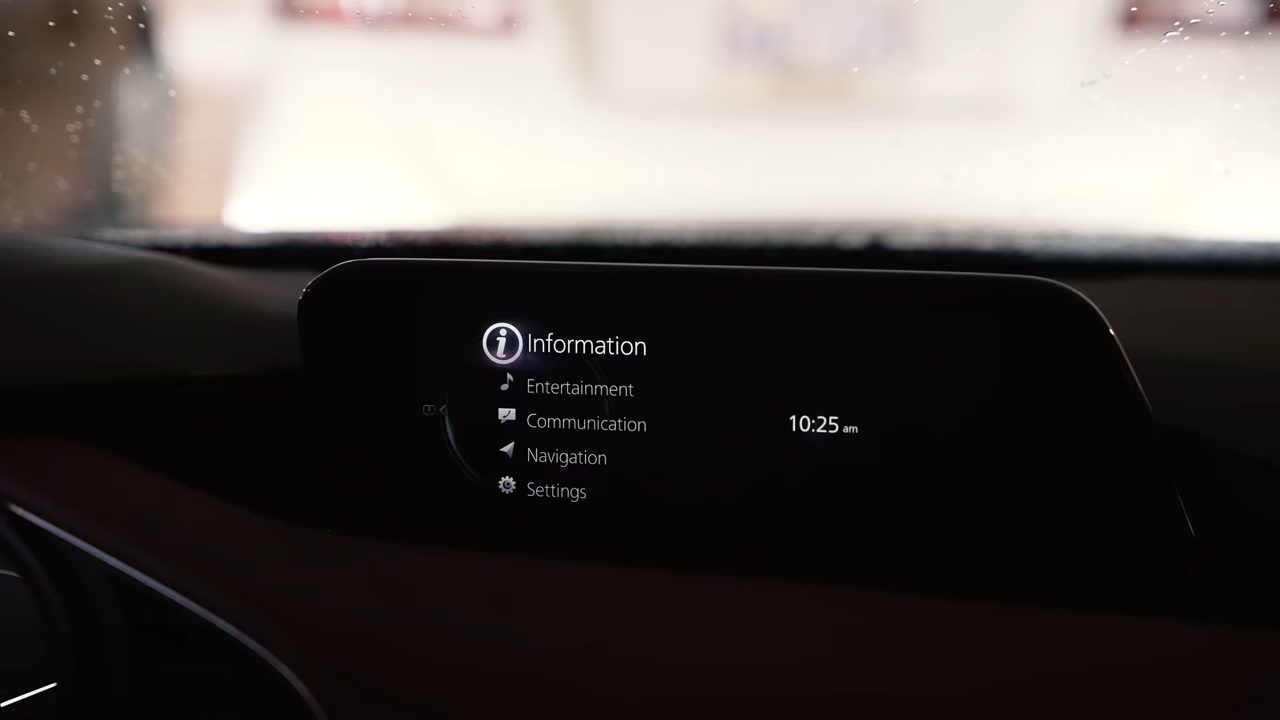 Information
Entertainment
Communication
10:25 am
Navigation
Settings